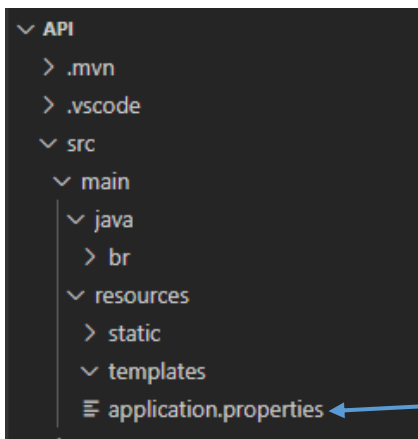 API
.mvn
.vscode
src
main
java
br
resources
static
templates
application.properties